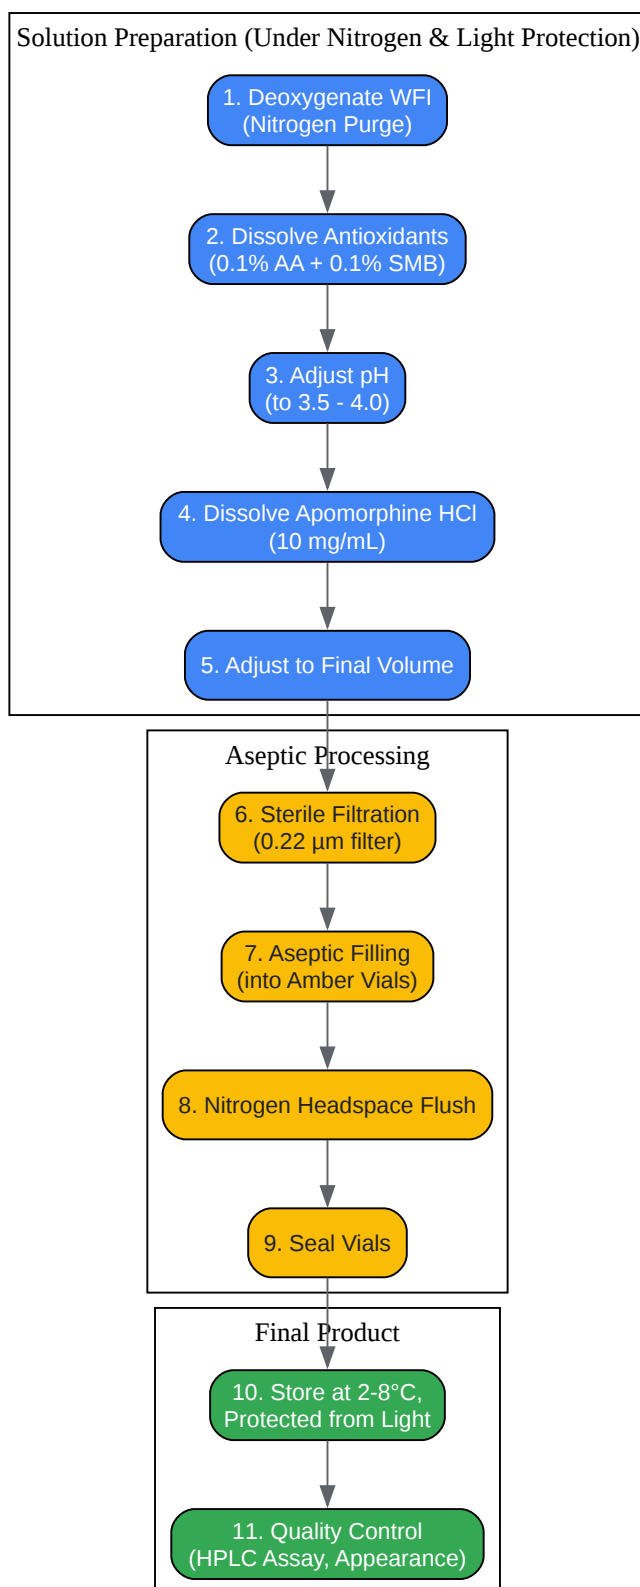 Solution Preparation (Under Nitrogen & Light Protection)
1. Deoxygenate WFI
(Nitrogen Purge)
2. Dissolve Antioxidants
(0.1% AA + 0.1% SMB)
3. Adjust pH
(to 3.5 - 4.0)
4. Dissolve Apomorphine HCl
(10 mg/mL)
5. Adjust to Final Volume
Aseptic Processing
6. Sterile Filtration
(0.22 µm filter)
7. Aseptic Filling
(into Amber Vials)
8. Nitrogen Headspace Flush
9. Seal Vials
Final Product
10. Store at 2-8°C,
Protected from Light
11. Quality Control
(HPLC Assay, Appearance)